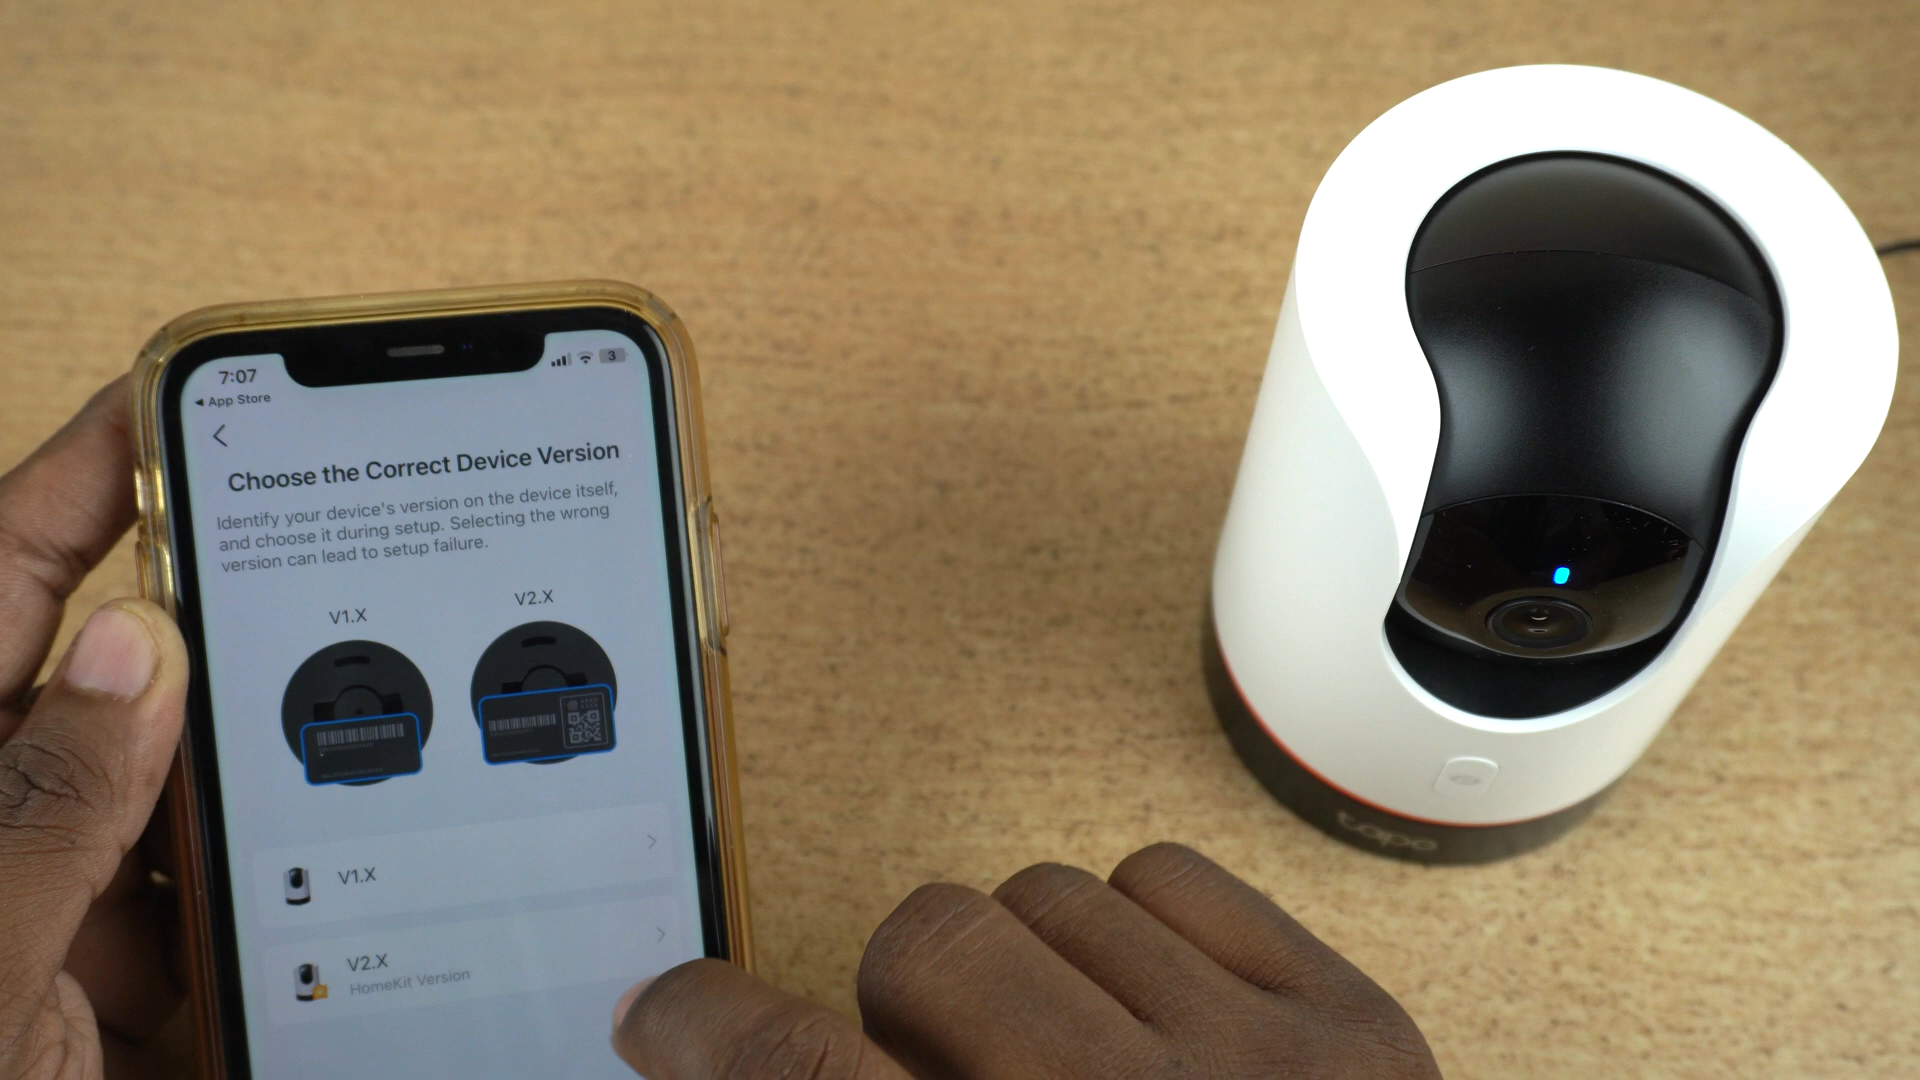 7:07
3
◀ App Store
Choose the Correct Device Version
Identify your device's version on the device itself,
and choose it during setup. Selecting the wrong
version can lead to setup failure.
V1.X
V2.X
V1.X
V2.X
HomeKit Version
tapo